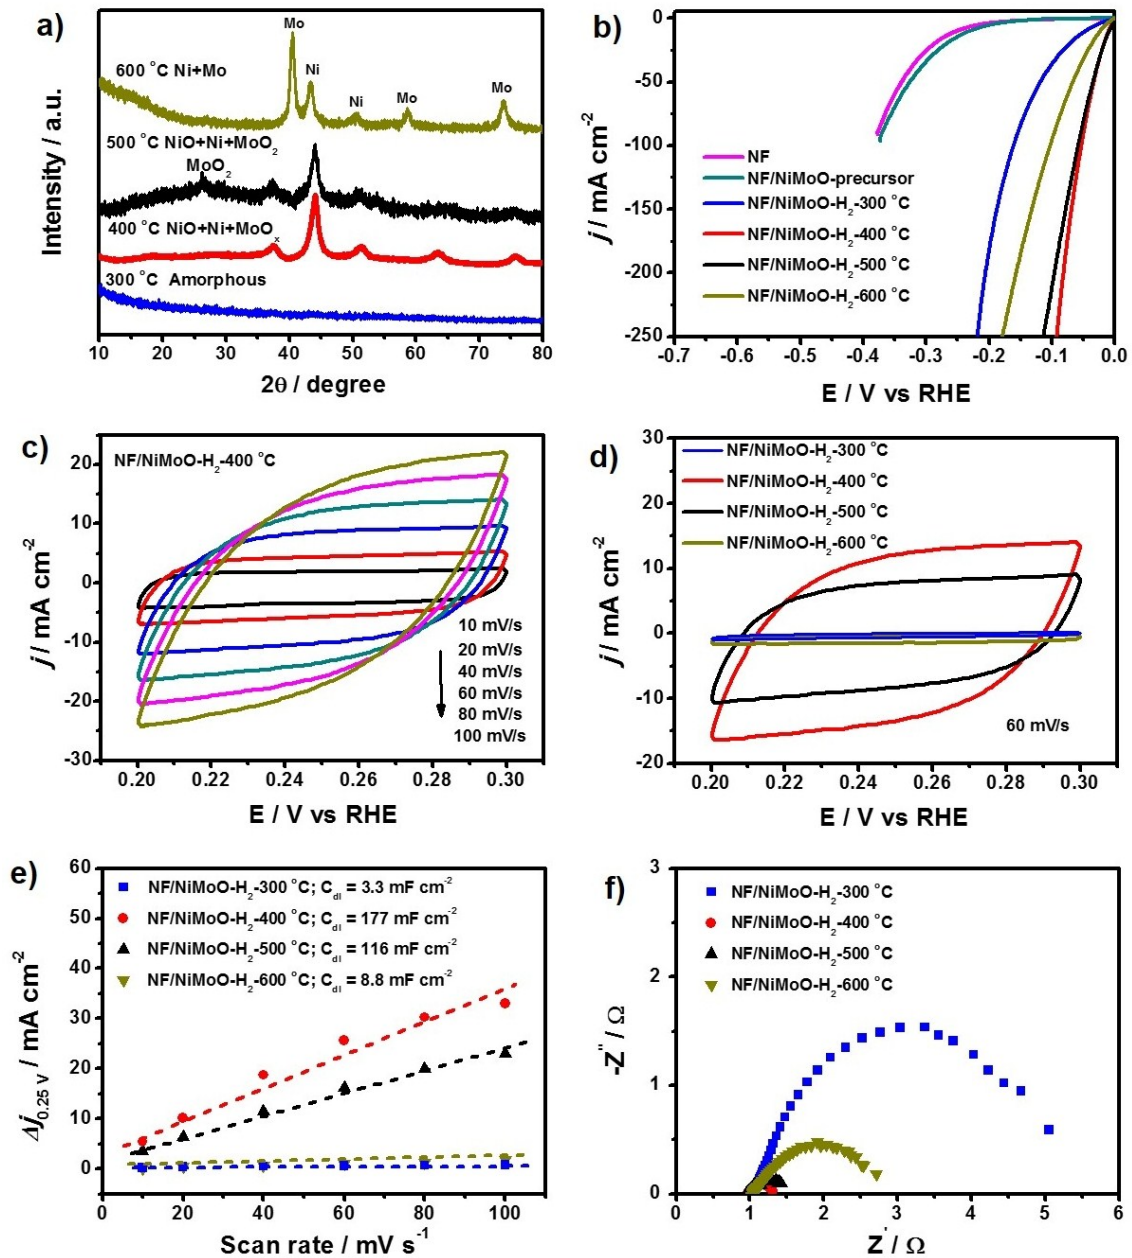 a)
Mo
600 °C Ni+Mo
Ni
Ni
Mo
Mo
500 °C NiO+Ni+MoO2
MoO2
400 °C NiO+Ni+MoOx
300 °C Amorphous
Intensity / a.u.
10 20 30 40 50 60 70 80
2θ / degree
b)
0
-50
-100
-150
-200
-250
j / mA cm-2
NF
NF/NiMoO-precursor
NF/NiMoO-H2-300 °C
NF/NiMoO-H2-400 °C
NF/NiMoO-H2-500 °C
NF/NiMoO-H2-600 °C
-0.7 -0.6 -0.5 -0.4 -0.3 -0.2 -0.1 0.0
E / V vs RHE
c)
NF/NiMoO-H2-400 °C
20
10
0
-10
-20
-30
j / mA cm-2
10 mV/s
20 mV/s
40 mV/s
60 mV/s
80 mV/s
100 mV/s
0.20 0.22 0.24 0.26 0.28 0.30
E / V vs RHE
d)
30
20
10
0
-10
-20
j / mA cm-2
NF/NiMoO-H2-300 °C
NF/NiMoO-H2-400 °C
NF/NiMoO-H2-500 °C
NF/NiMoO-H2-600 °C
60 mV/s
0.20 0.22 0.24 0.26 0.28 0.30
E / V vs RHE
e)
60
50
40
30
20
10
0
Δj0.25 V / mA cm-2
NF/NiMoO-H2-300 °C; Cdl = 3.3 mF cm-2
NF/NiMoO-H2-400 °C; Cdl = 177 mF cm-2
NF/NiMoO-H2-500 °C; Cdl = 116 mF cm-2
NF/NiMoO-H2-600 °C; Cdl = 8.8 mF cm-2
0 20 40 60 80 100
Scan rate / mV s-1
f)
3
2
1
0
-Z'' / Ω
NF/NiMoO-H2-300 °C
NF/NiMoO-H2-400 °C
NF/NiMoO-H2-500 °C
NF/NiMoO-H2-600 °C
0 1 2 3 4 5 6
Z' / Ω